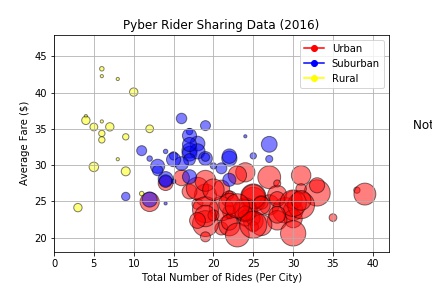 Pyber Rider Sharing Data (2016)
Urban
Suburban
Rural
Average Fare ($)
45
40
35
30
25
20
0
5
10
15
20
25
30
35
40
Total Number of Rides (Per City)